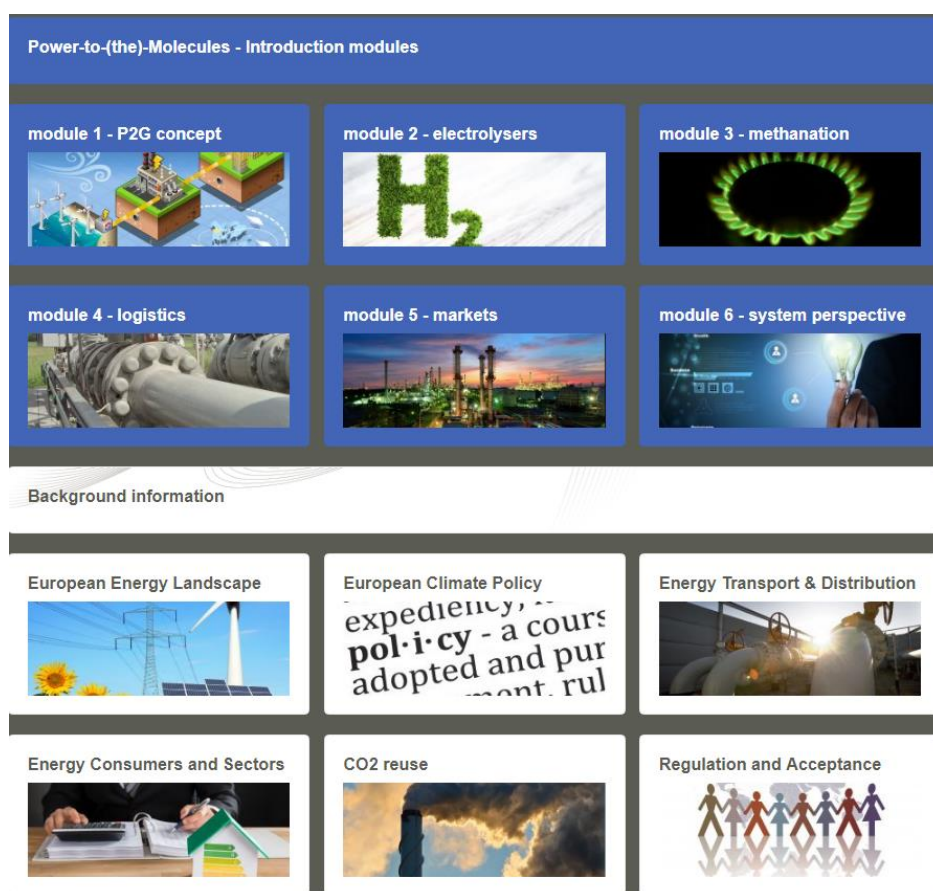 Power-to-(the)-Molecules - Introduction modules
module 1 - P2G concept
module 2 - electrolysers
module 3 - methanation
H2
module 4 - logistics
module 5 - markets
module 6 - system perspective
Background information
European Energy Landscape
European Climate Policy
Energy Transport & Distribution
pol·i·cy - a cours
adopted and pur
Energy Consumers and Sectors
CO2 reuse
Regulation and Acceptance